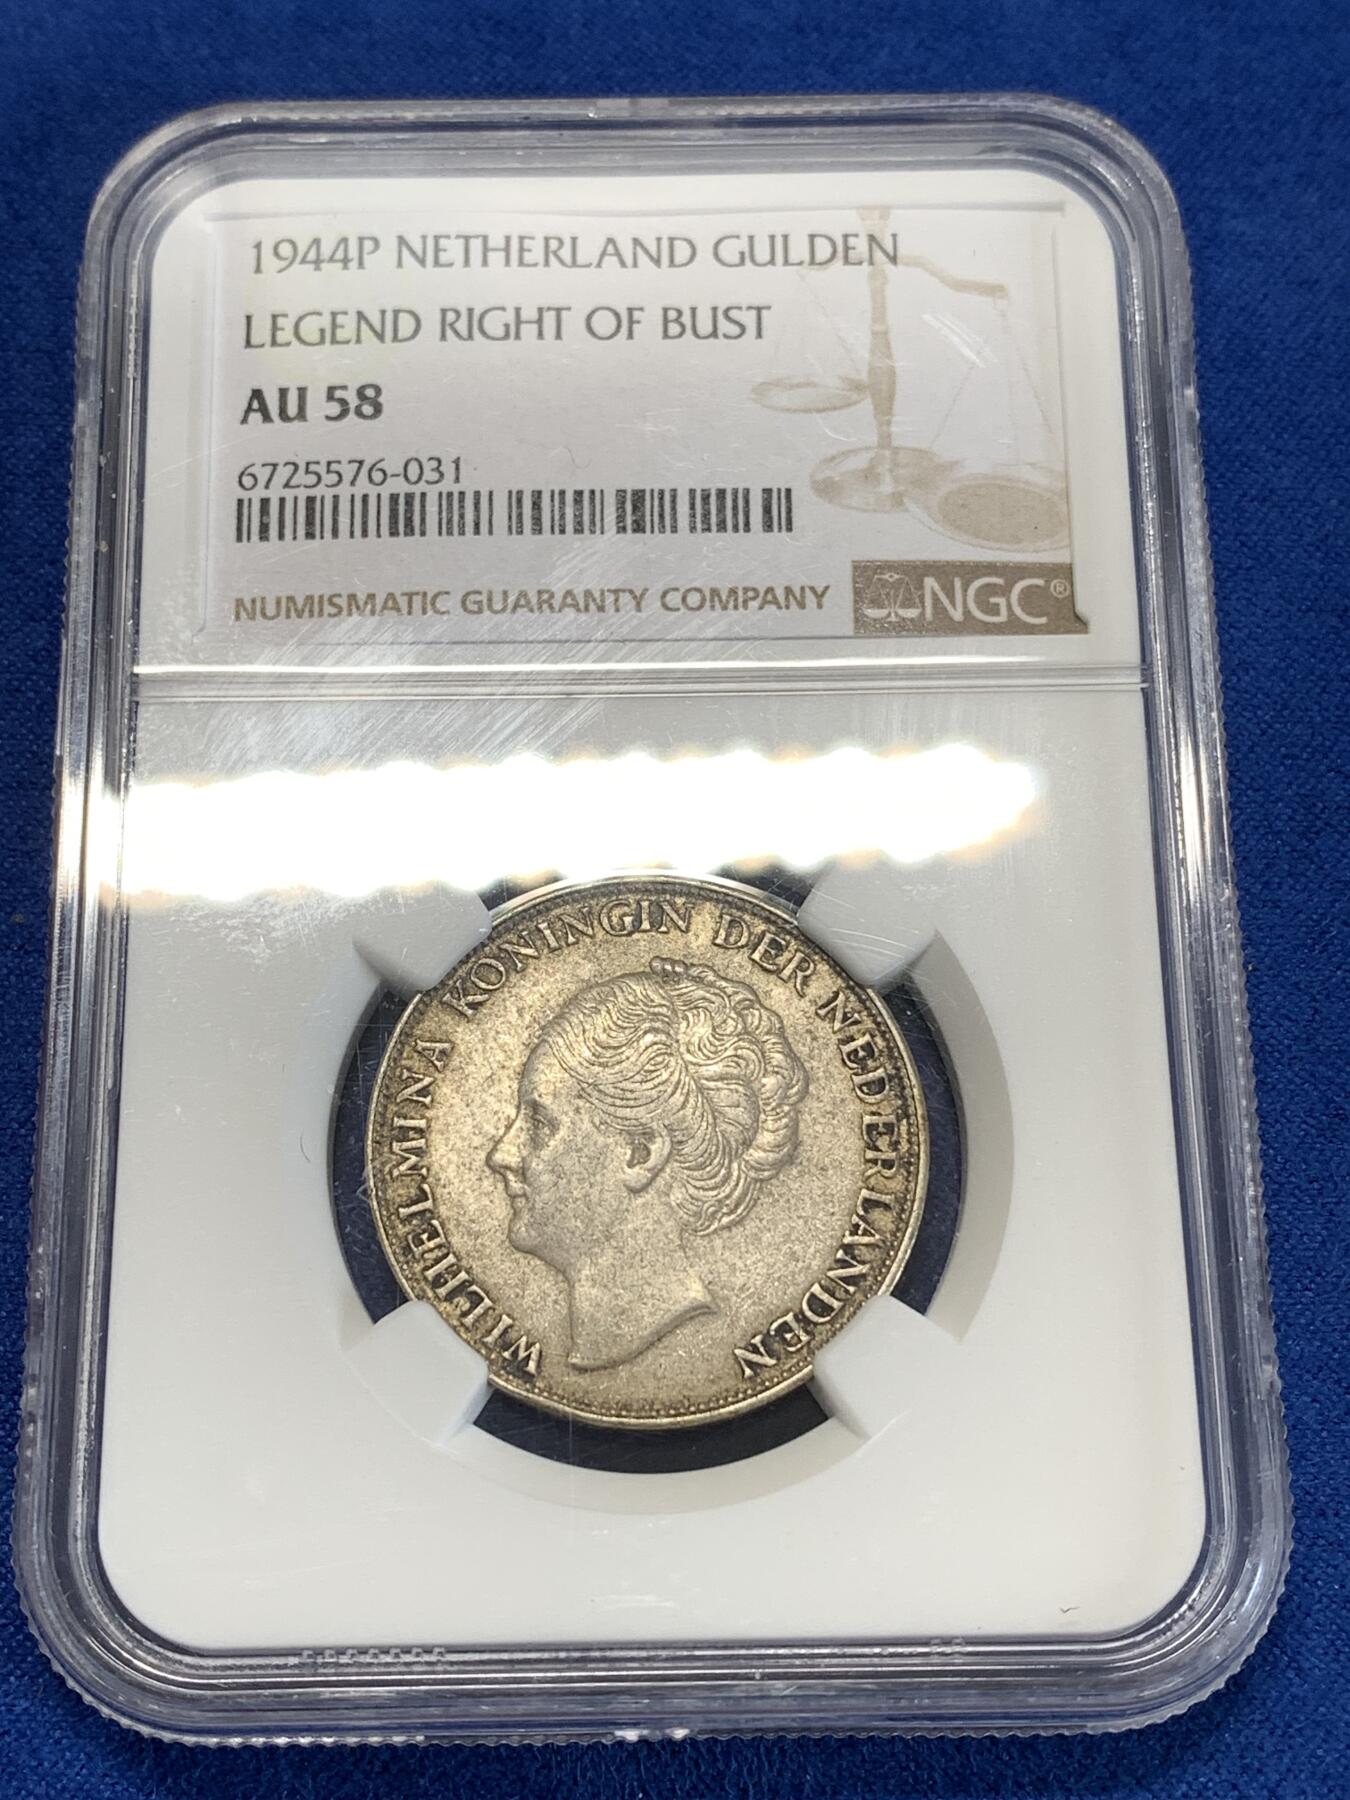 1944P NETHERLAND GULDEN
LEGEND RIGHT OF BUST
AU 58
6725576-031
NUMISMATIC GUARANTY COMPANY NGC®
WILHELMINA KONINGIN DER NEDERLANDEN